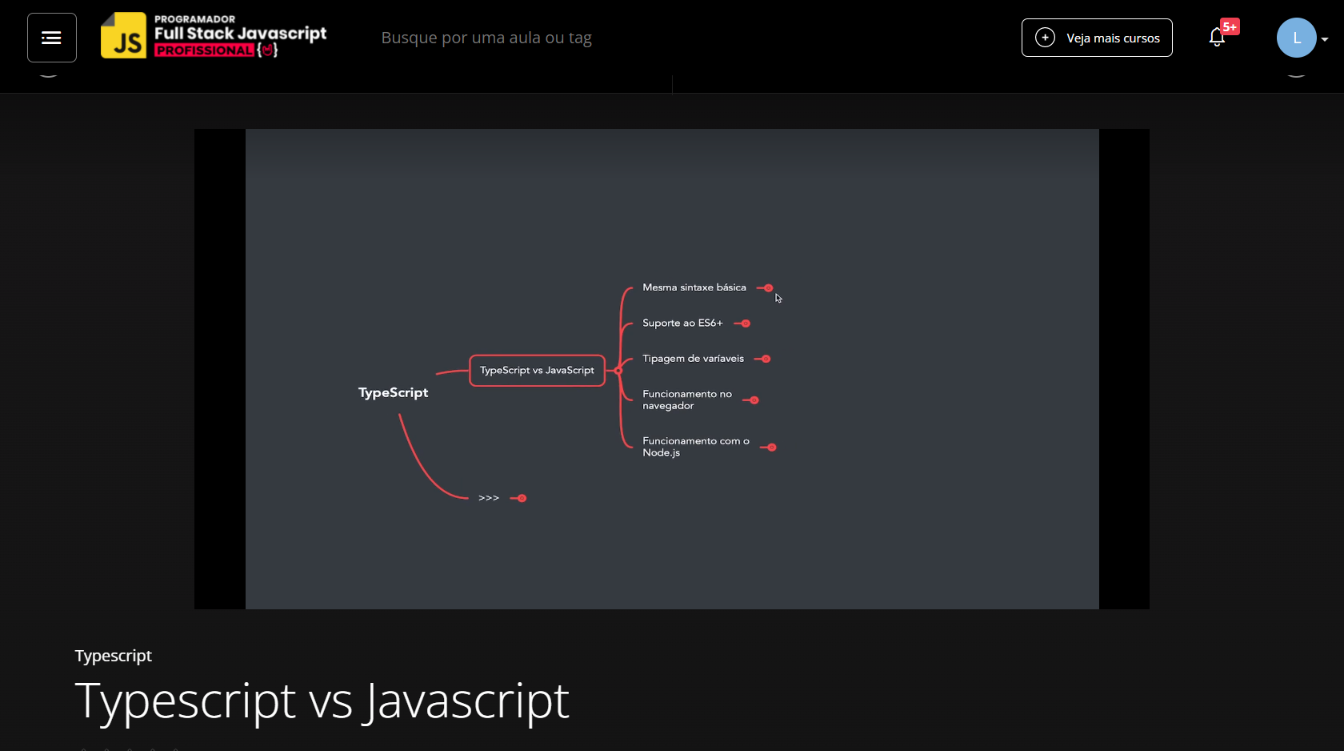 JS
PROGRAMADOR
Full Stack Javascript
PROFISSIONAL
Busque por uma aula ou tag
Veja mais cursos
5+
L
Mesma sintaxe básica
Suporte ao ES6+
Tipagem de varíaveis
TypeScript vs JavaScript
TypeScript
Funcionamento no
navegador
Funcionamento com o
Node.js
>>>
Typescript
Typescript vs Javascript